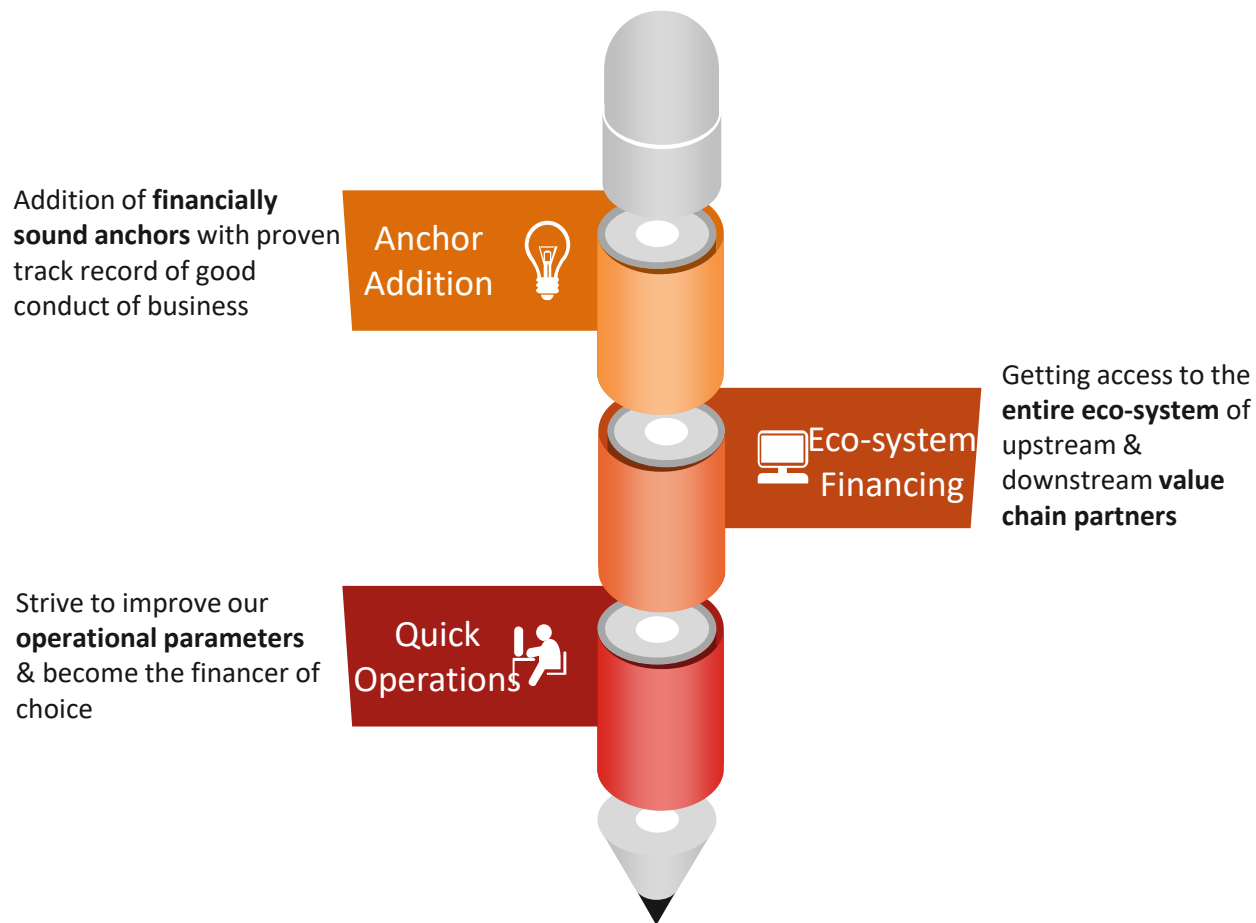 Addition of financially
sound anchors with proven
track record of good
conduct of business
Anchor
Addition
Getting access to the
entire eco-system of
upstream &
downstream value
chain partners
Eco-system
Financing
Strive to improve our
operational parameters
& become the financer of
choice
Quick
Operations